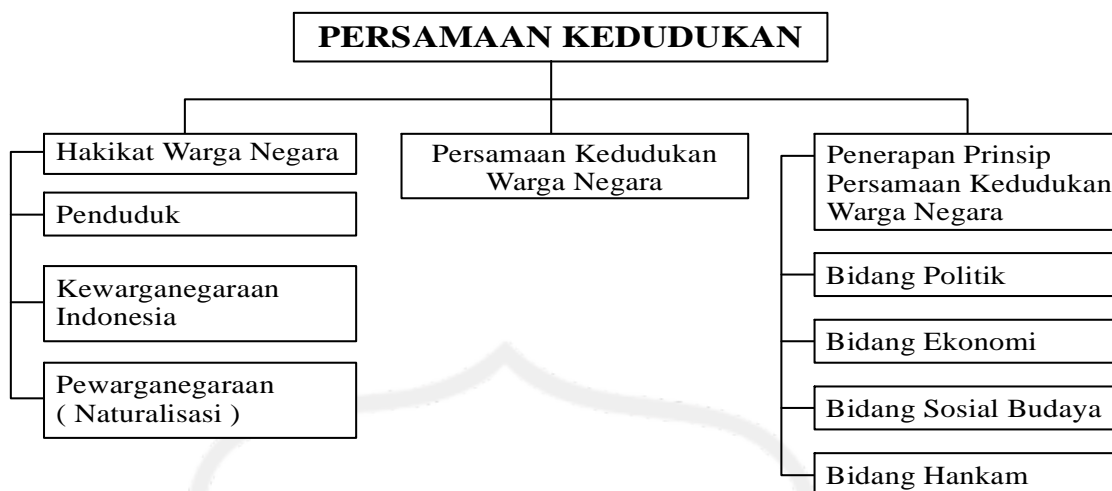 PERSAMAAN KEDUDUKAN
Hakikat Warga Negara
Penduduk
Kewarganegaraan
Indonesia
Pewarganegaraan
( Naturalisasi )
Persamaan Kedudukan
Warga Negara
Penerapan Prinsip
Persamaan Kedudukan
Warga Negara
Bidang Politik
Bidang Ekonomi
Bidang Sosial Budaya
Bidang Hankam